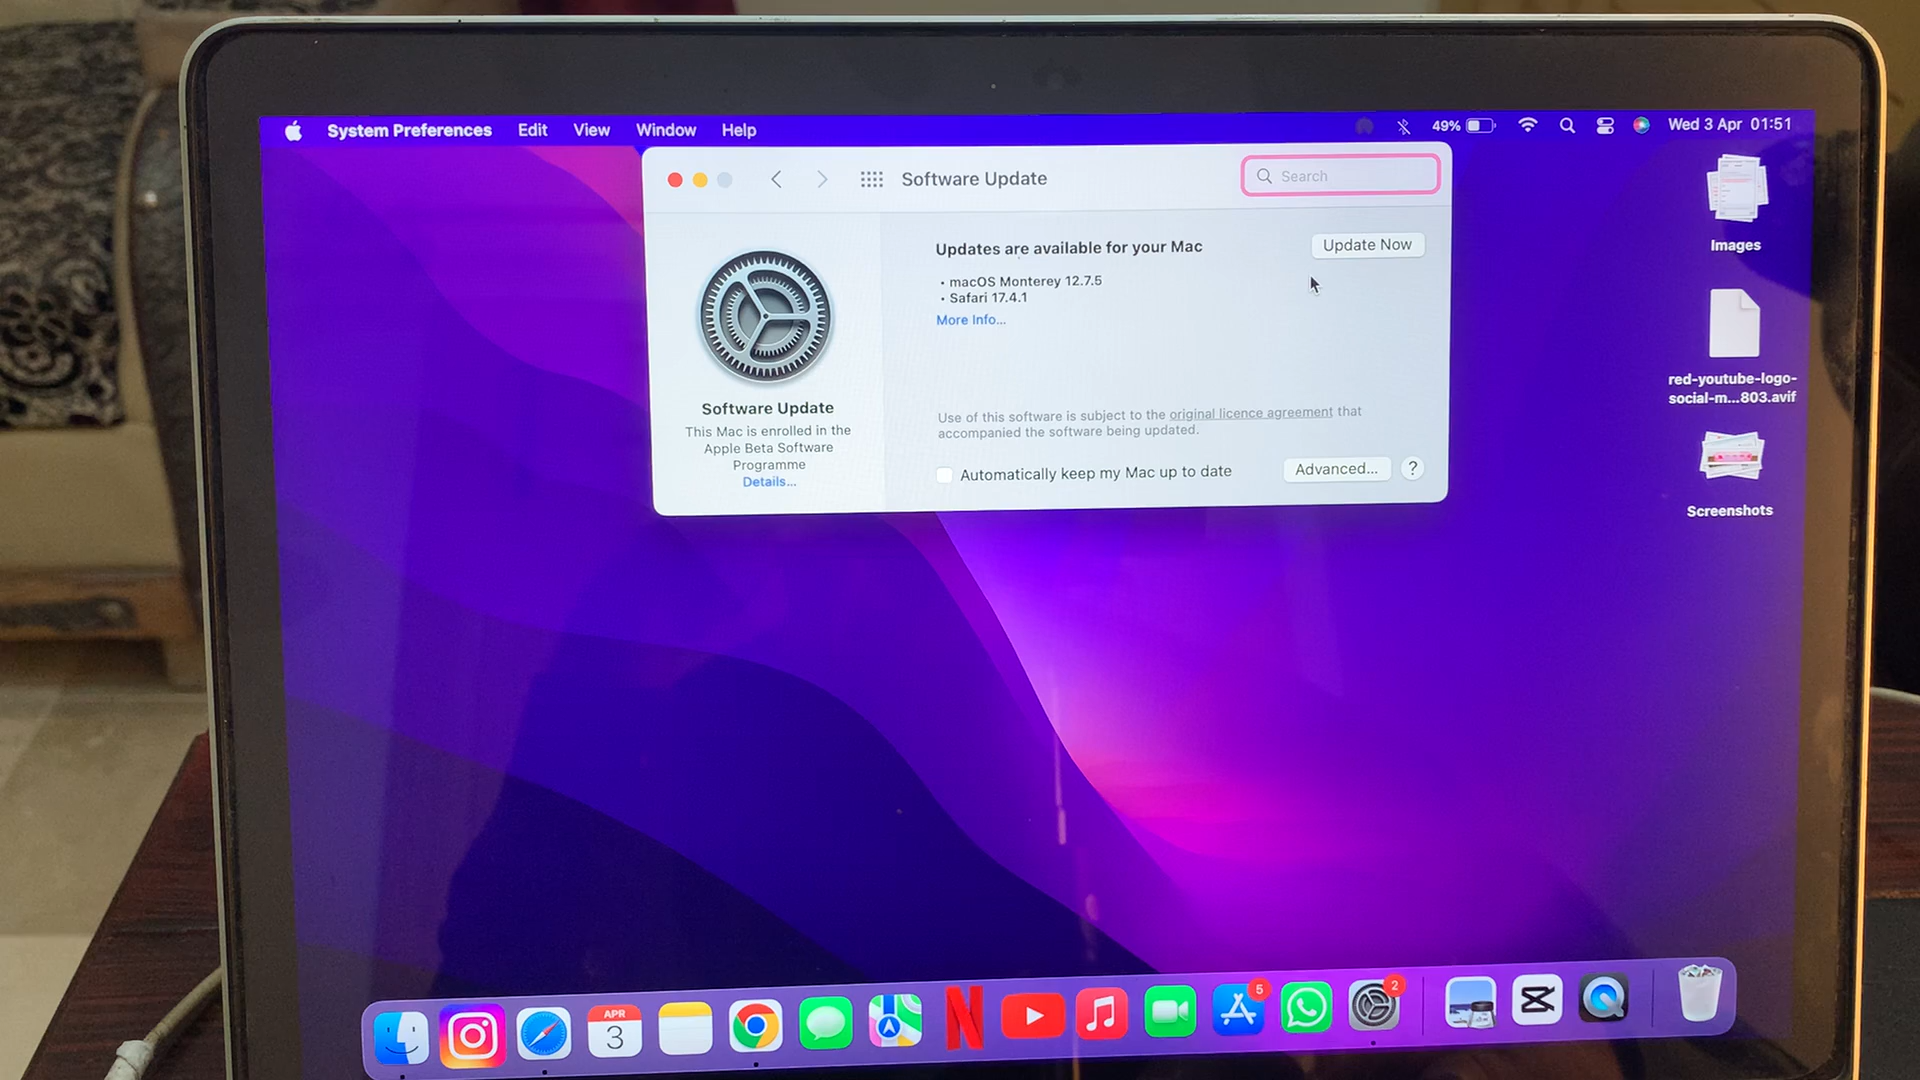 System Preferences Edit View Window Help
49% Wed 3 Apr 01:51
Software Update
Search
Updates are available for your Mac
Update Now
• macOS Monterey 12.7.5
• Safari 17.4.1
More Info...
Software Update
This Mac is enrolled in the
Apple Beta Software
Programme
Details...
Use of this software is subject to the original licence agreement that
accompanied the software being updated.
Automatically keep my Mac up to date
Advanced...
?
Images
red-youtube-logo-
social-m...803.avif
Screenshots
APR
3
N
5
2